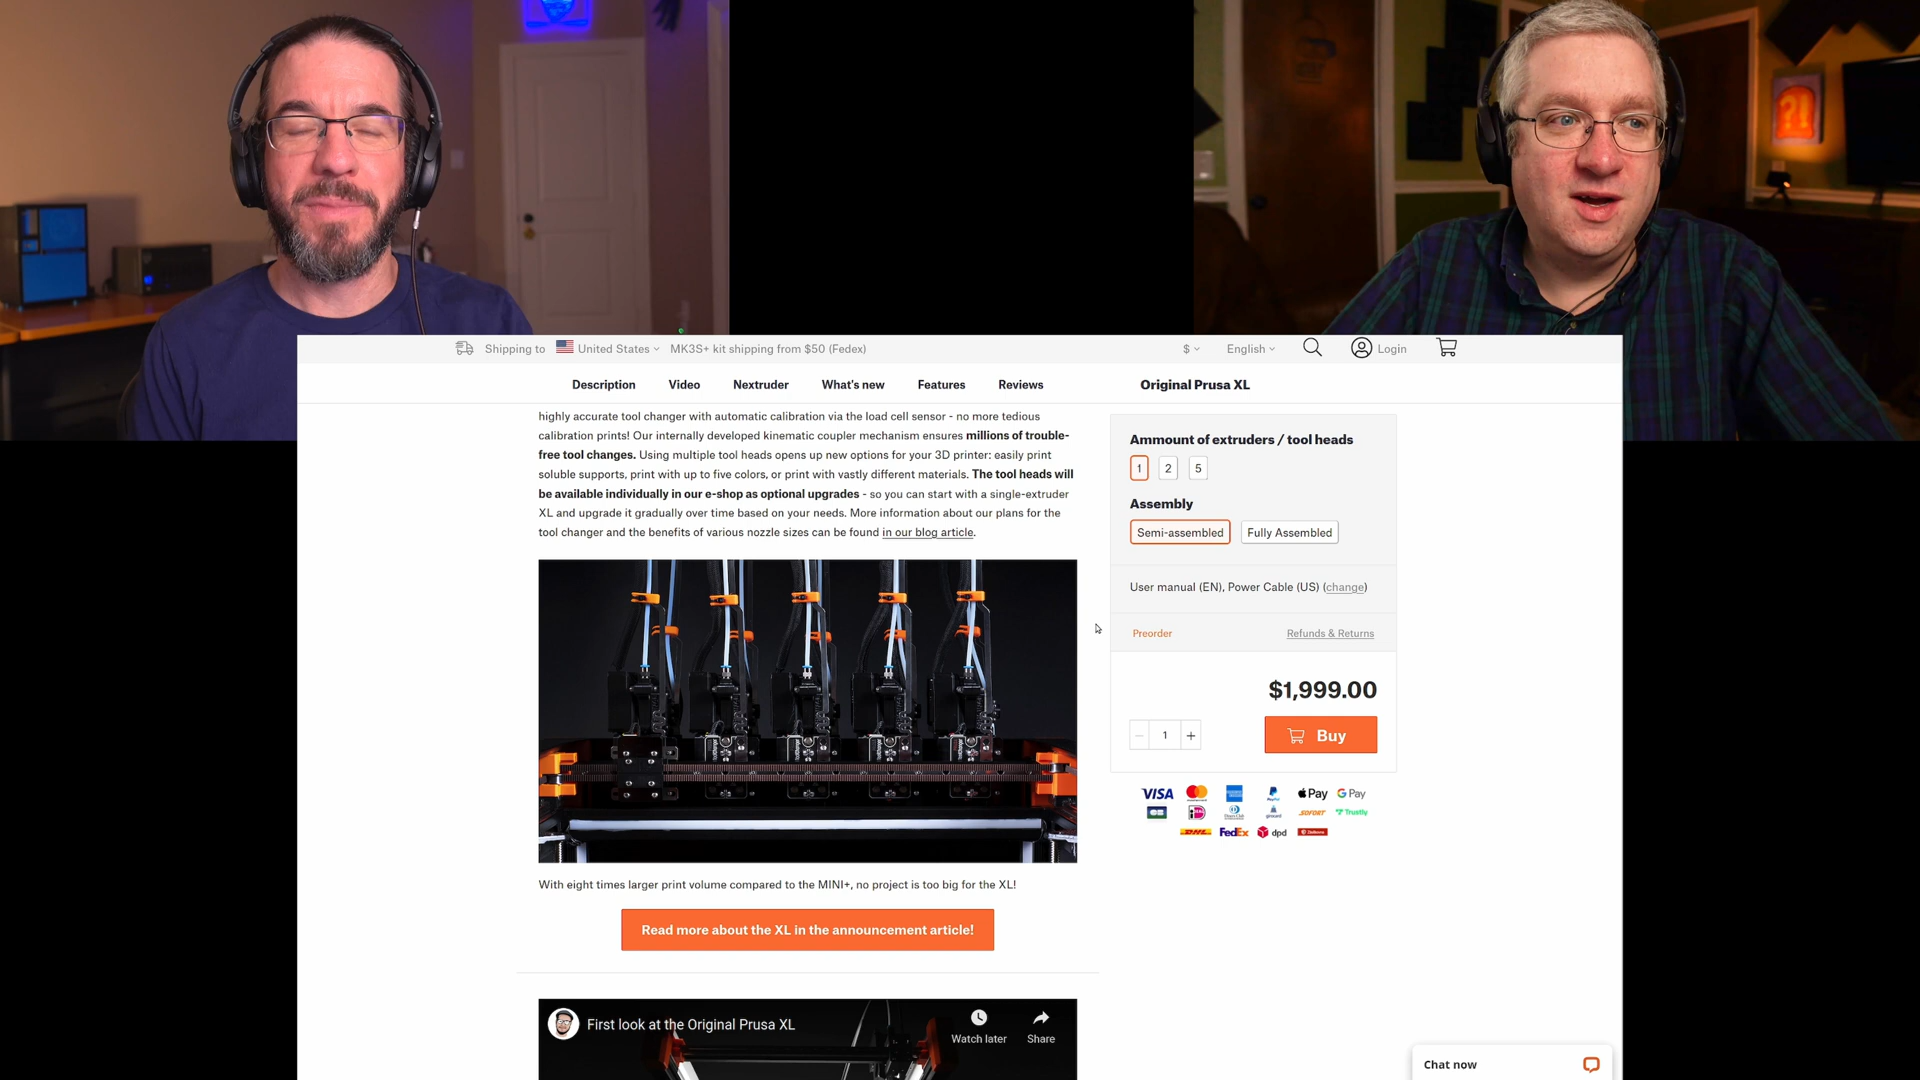 Shipping to United States MK3S+ kit shipping from $50 (Fedex) $ English Login
Description Video Nextruder What's new Features Reviews Original Prusa XL
highly accurate tool changer with automatic calibration via the load cell sensor - no more tedious
calibration prints! Our internally developed kinematic coupler mechanism ensures millions of trouble-
free tool changes. Using multiple tool heads opens up new options for your 3D printer: easily print
soluble supports, print with up to five colors, or print with vastly different materials. The tool heads will
be available individually in our e-shop as optional upgrades - so you can start with a single-extruder
XL and upgrade it gradually over time based on your needs. More information about our plans for the
tool changer and the benefits of various nozzle sizes can be found in our blog article.
With eight times larger print volume compared to the MINI+, no project is too big for the XL!
Read more about the XL in the announcement article!
First look at the Original Prusa XL
Watch later Share
Ammount of extruders / tool heads
1 2 5
Assembly
Semi-assembled Fully Assembled
User manual (EN), Power Cable (US) (change)
Preorder Refunds & Returns
$1,999.00
1 + Buy
VISA PayPal Pay G Pay
SOFORT Trustly
DHL FedEx dpd
Chat now